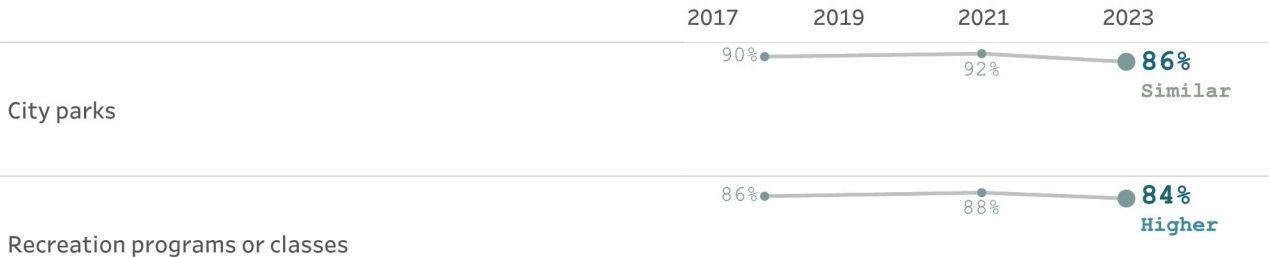 2017 2019 2021 2023
90% 92% 86%
Similar
City parks
86% 88% 84%
Higher
Recreation programs or classes